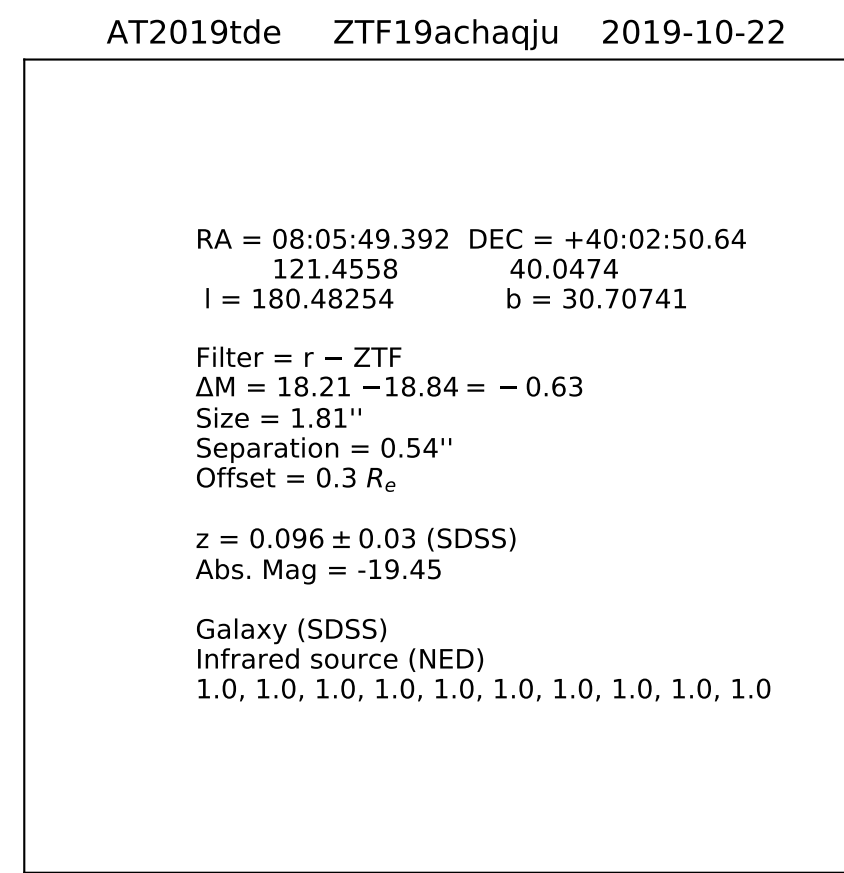 AT2019tde ZTF19achaqju 2019-10-22
RA = 08:05:49.392 DEC = +40:02:50.64
121.4558 40.0474
l = 180.48254 b = 30.70741
Filter = r − ZTF
ΔM = 18.21 −18.84 = − 0.63
Size = 1.81''
Separation = 0.54''
Offset = 0.3 Rₑ
z = 0.096 ± 0.03 (SDSS)
Abs. Mag = -19.45
Galaxy (SDSS)
Infrared source (NED)
1.0, 1.0, 1.0, 1.0, 1.0, 1.0, 1.0, 1.0, 1.0, 1.0